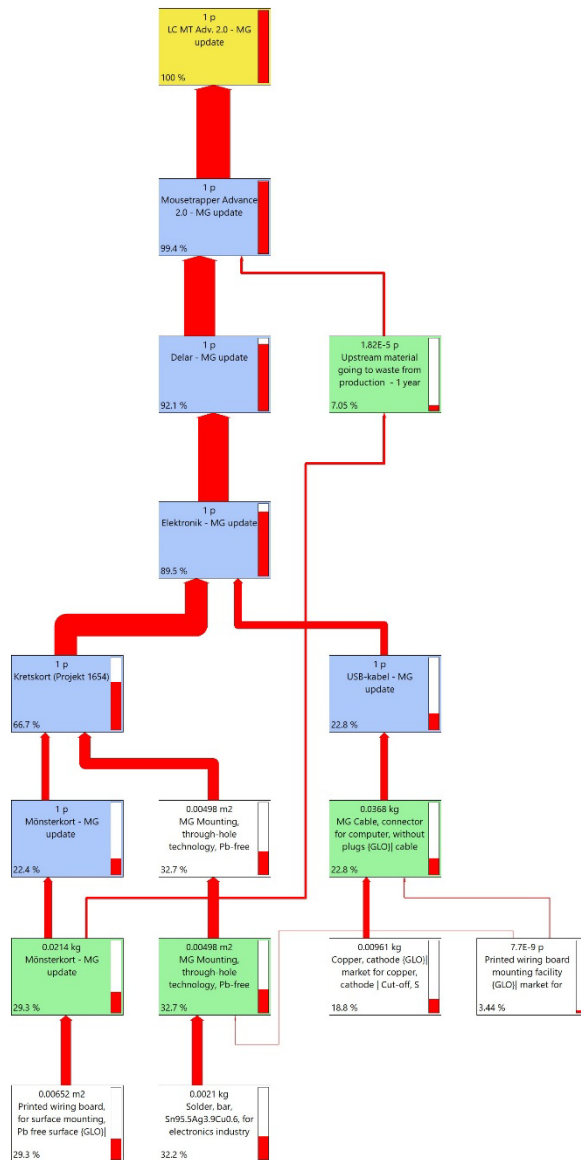 1 p
LC MT Adv. 2.0 - MG
update
100 %
1 p
Mousetrapper Advance
2.0 - MG update
99.4 %
1 p
Delar - MG update
92.1 %
1.82E-5 p
Upstream material
going to waste from
production - 1 year
7.05 %
1 p
Elektronik - MG update
89.5 %
1 p
Kretskort (Projekt 1654)
66.7 %
1 p
USB-kabel - MG
update
22.8 %
1 p
Mönsterkort - MG
update
22.4 %
0.00498 m2
MG Mounting,
through-hole
technology, Pb-free
32.7 %
0.0368 kg
MG Cable, connector
for computer, without
plugs {GLO}| cable
22.8 %
0.0214 kg
Mönsterkort - MG
update
29.3 %
0.00498 m2
MG Mounting,
through-hole
technology, Pb-free
32.7 %
0.00961 kg
Copper, cathode {GLO}|
market for copper,
cathode | Cut-off, S
18.8 %
7.7E-9 p
Printed wiring board
mounting facility
{GLO}| market for
3.44 %
0.00652 m2
Printed wiring board,
for surface mounting,
Pb free surface {GLO}|
29.3 %
0.0021 kg
Solder, bar,
Sn95.5Ag3.9Cu0.6, for
electronics industry
32.2 %